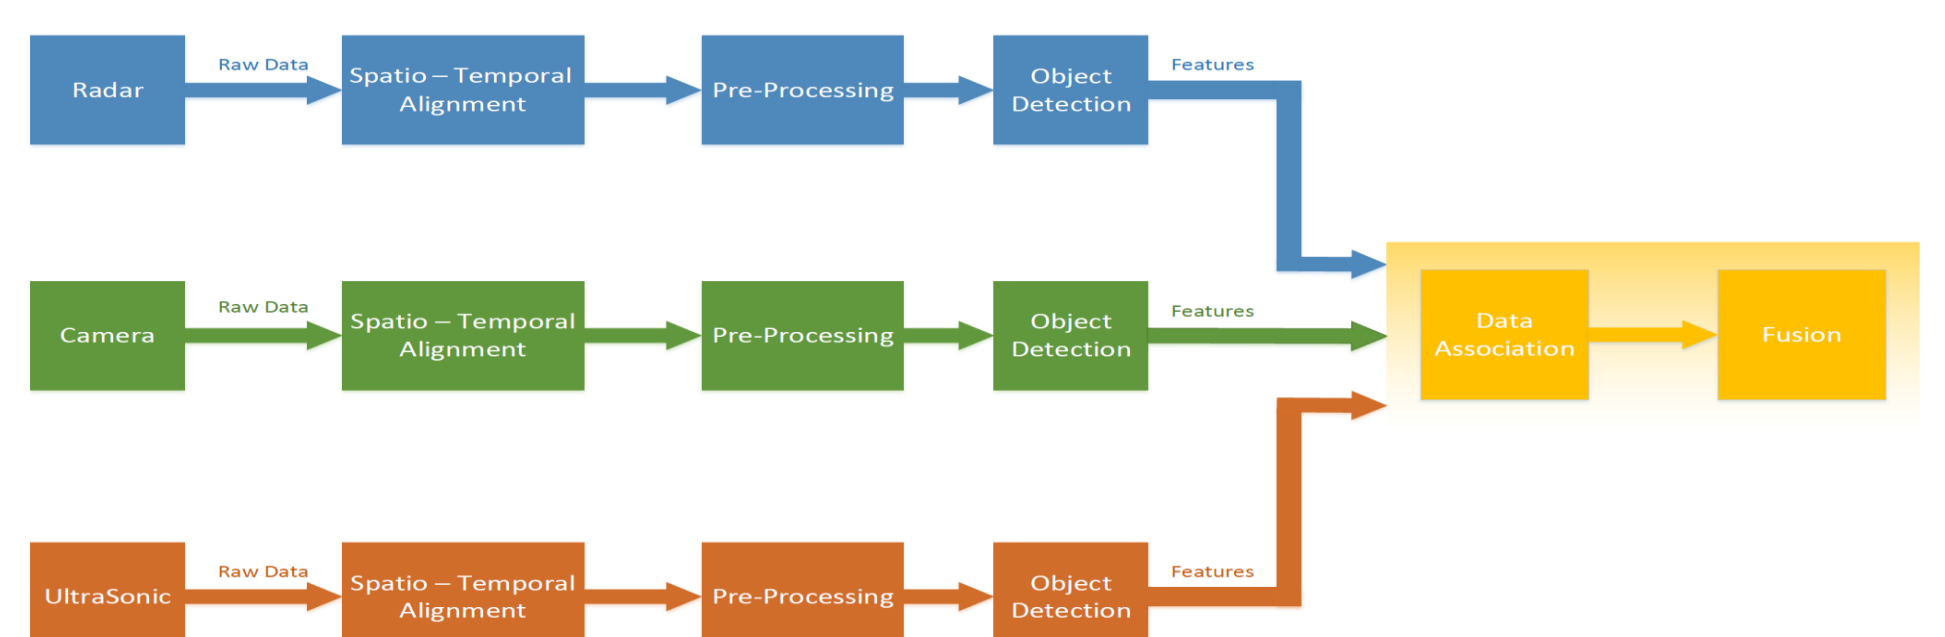 Radar
Raw Data
Spatio – Temporal
Alignment
Pre-Processing
Object
Detection
Features
Camera
Raw Data
Spatio – Temporal
Alignment
Pre-Processing
Object
Detection
Features
Data
Association
Fusion
UltraSonic
Raw Data
Spatio – Temporal
Alignment
Pre-Processing
Object
Detection
Features